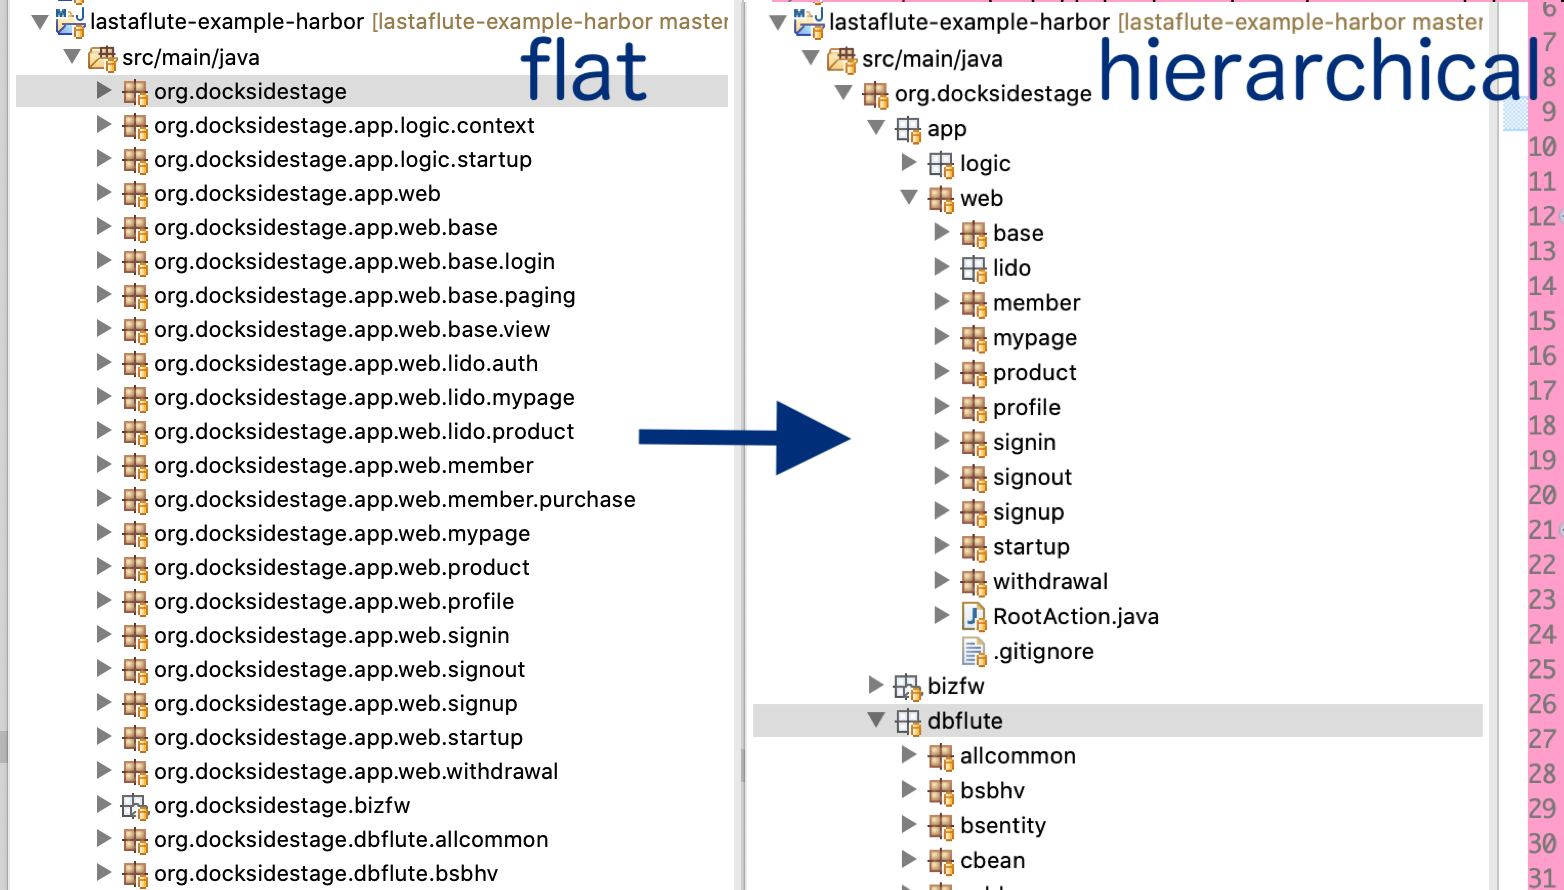 lastaflute-example-harbor [lastaflute-example-harbor master
src/main/java
flat
org.docksidestage
org.docksidestage.app.logic.context
org.docksidestage.app.logic.startup
org.docksidestage.app.web
org.docksidestage.app.web.base
org.docksidestage.app.web.base.login
org.docksidestage.app.web.base.paging
org.docksidestage.app.web.base.view
org.docksidestage.app.web.lido.auth
org.docksidestage.app.web.lido.mypage
org.docksidestage.app.web.lido.product
org.docksidestage.app.web.member
org.docksidestage.app.web.member.purchase
org.docksidestage.app.web.mypage
org.docksidestage.app.web.product
org.docksidestage.app.web.profile
org.docksidestage.app.web.signin
org.docksidestage.app.web.signout
org.docksidestage.app.web.signup
org.docksidestage.app.web.startup
org.docksidestage.app.web.withdrawal
org.docksidestage.bizfw
org.docksidestage.dbflute.allcommon
org.docksidestage.dbflute.bsbhv
lastaflute-example-harbor [lastaflute-example-harbor master
src/main/java
hierarchical
org.docksidestage
app
logic
web
base
lido
member
mypage
product
profile
signin
signout
signup
startup
withdrawal
RootAction.java
.gitignore
bizfw
dbflute
allcommon
bsbhv
bsentity
cbean
6
7
8
9
10
11
12
13
14
15
16
17
18
19
20
21
22
23
24
25
26
27
28
29
30
31